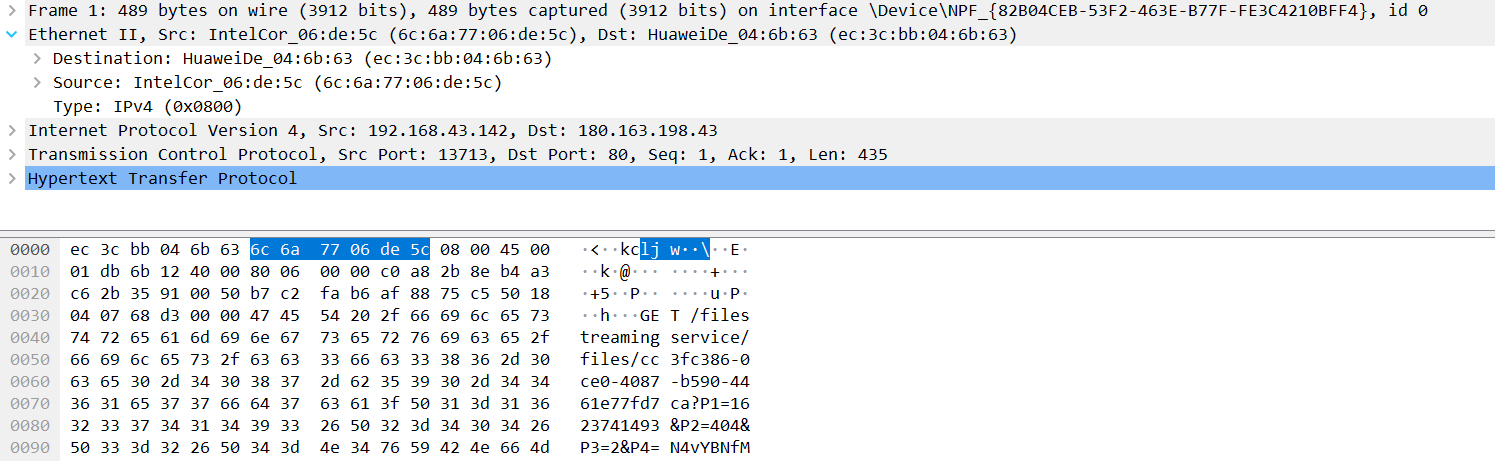 Frame 1: 489 bytes on wire (3912 bits), 489 bytes captured (3912 bits) on interface \Device\NPF_{82B04CEB-53F2-463E-B77F-FE3C4210BFF4}, id 0
Ethernet II, Src: IntelCor_06:de:5c (6c:6a:77:06:de:5c), Dst: HuaweiDe_04:6b:63 (ec:3c:bb:04:6b:63)
Destination: HuaweiDe_04:6b:63 (ec:3c:bb:04:6b:63)
Source: IntelCor_06:de:5c (6c:6a:77:06:de:5c)
Type: IPv4 (0x0800)
Internet Protocol Version 4, Src: 192.168.43.142, Dst: 180.163.198.43
Transmission Control Protocol, Src Port: 13713, Dst Port: 80, Seq: 1, Ack: 1, Len: 435
Hypertext Transfer Protocol
0000 ec 3c bb 04 6b 63 6c 6a 77 06 de 5c 08 00 45 00 ·<··kclj w··\··E·
0010 01 db 6b 12 40 00 80 06 00 00 c0 a8 2b 8e b4 a3 ··k·@··· ····+···
0020 c6 2b 35 91 00 50 b7 c2 fa b6 af 88 75 c5 50 18 ·+5··P·· ····u·P·
0030 04 07 68 d3 00 00 47 45 54 20 2f 66 69 6c 65 73 ··h···GE T /files
0040 74 72 65 61 6d 69 6e 67 73 65 72 76 69 63 65 2f treaming service/
0050 66 69 6c 65 73 2f 63 63 33 66 63 33 38 36 2d 30 files/cc 3fc386-0
0060 63 65 30 2d 34 30 38 37 2d 62 35 39 30 2d 34 34 ce0-4087 -b590-44
0070 36 31 65 37 37 66 64 37 63 61 3f 50 31 3d 31 36 61e77fd7 ca?P1=16
0080 32 33 37 34 31 34 39 33 26 50 32 3d 34 30 34 26 23741493 &P2=404&
0090 50 33 3d 32 26 50 34 3d 4e 34 76 59 42 4e 66 4d P3=2&P4= N4vYBNfM